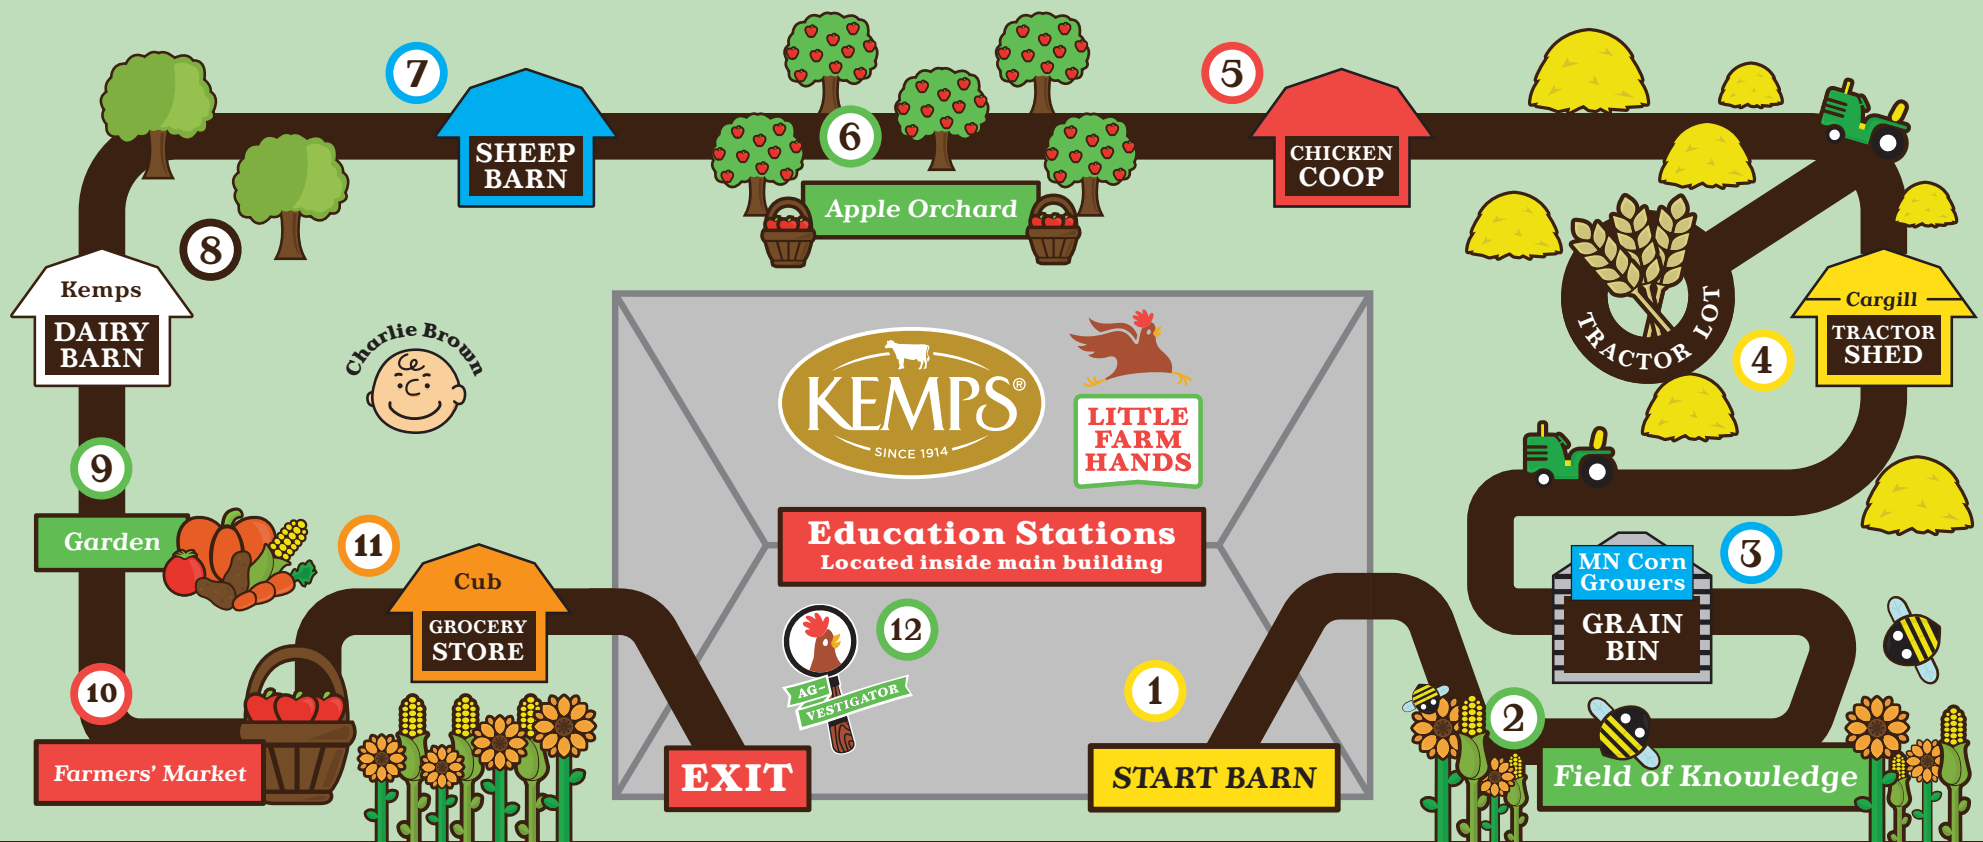 7
SHEEP
BARN
6
Apple Orchard
5
CHICKEN
COOP
8
Kemps
DAIRY
BARN
Charlie Brown
KEMPS®
SINCE 1914
LITTLE
FARM
HANDS
TRACTOR LOT
4
Cargill
TRACTOR
SHED
9
Garden
11
Cub
GROCERY
STORE
Education Stations
Located inside main building
3
MN Corn
Growers
GRAIN
BIN
12
AG-
VESTIGATOR
10
Farmers' Market
EXIT
1
START BARN
2
Field of Knowledge